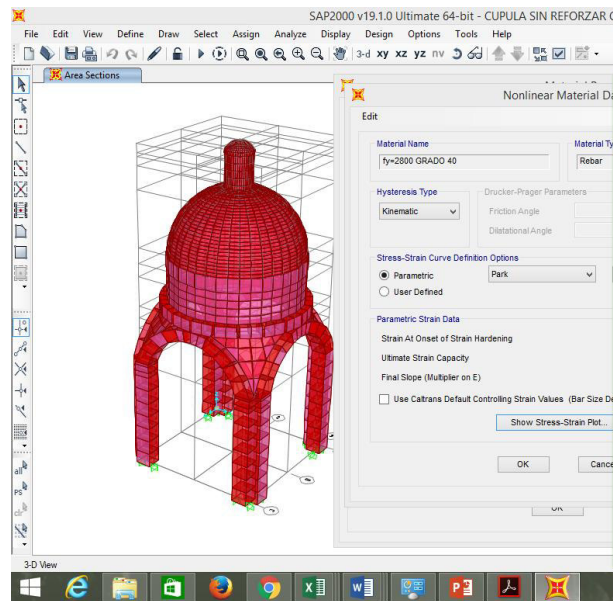 SAP2000 v19.1.0 Ultimate 64-bit - CUPULA SIN REFORZAR
File Edit View Define Draw Select Assign Analyze Display Design Options Tools Help
3-d xy xz yz nv
Area Sections
Nonlinear Material Da
Edit
Material Name
Material Ty
fy=2800 GRADO 40
Rebar
Hysteresis Type
Drucker-Prager Parameters
Kinematic
Friction Angle
Dilatational Angle
Stress-Strain Curve Definition Options
Parametric
Park
User Defined
Parametric Strain Data
Strain At Onset of Strain Hardening
Ultimate Strain Capacity
Final Slope (Multiplier on E)
Use Caltrans Default Controlling Strain Values (Bar Size De
Show Stress-Strain Plot...
OK
Cance
all
PS
3-D View